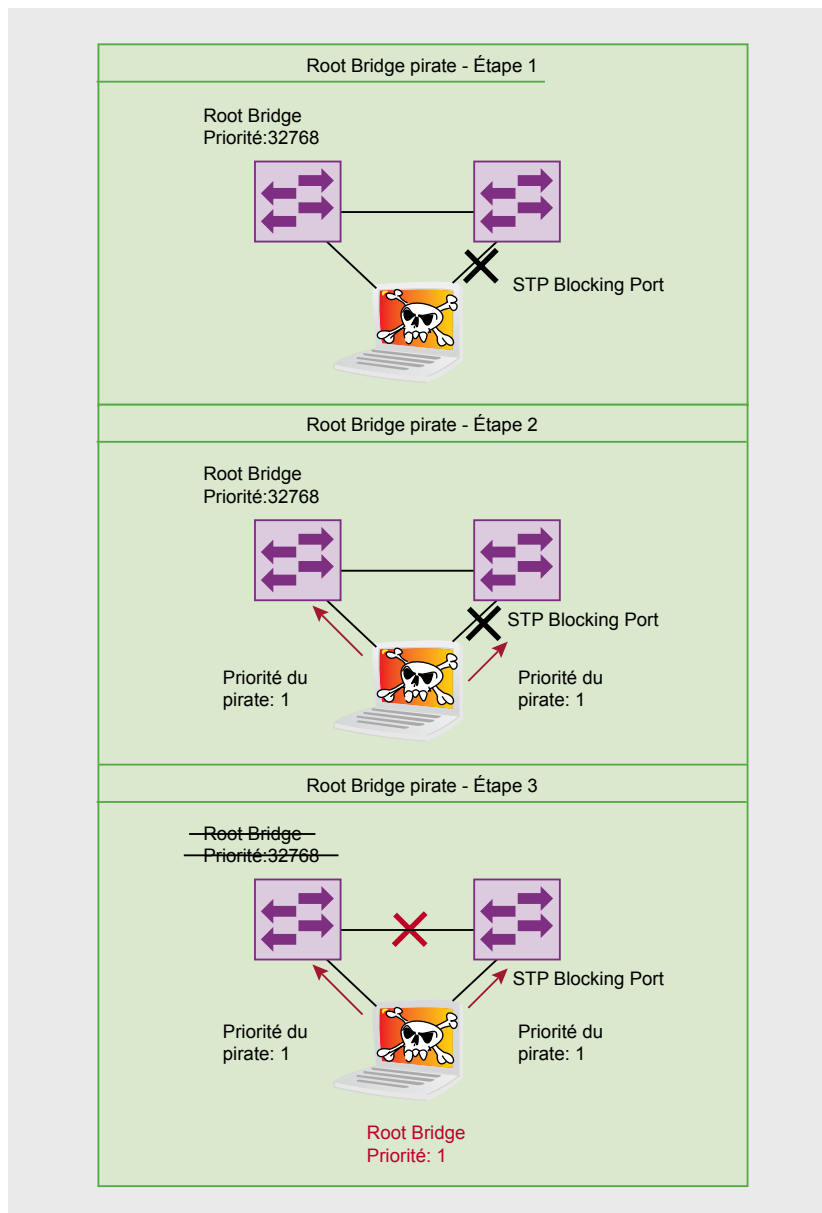 Root Bridge pirate - Étape 1
Root Bridge
Priorité:32768
STP Blocking Port
Root Bridge pirate - Étape 2
Root Bridge
Priorité:32768
STP Blocking Port
Priorité du
pirate: 1
Priorité du
pirate: 1
Root Bridge pirate - Étape 3
Root Bridge
Priorité:32768
STP Blocking Port
Priorité du
pirate: 1
Priorité du
pirate: 1
Root Bridge
Priorité: 1